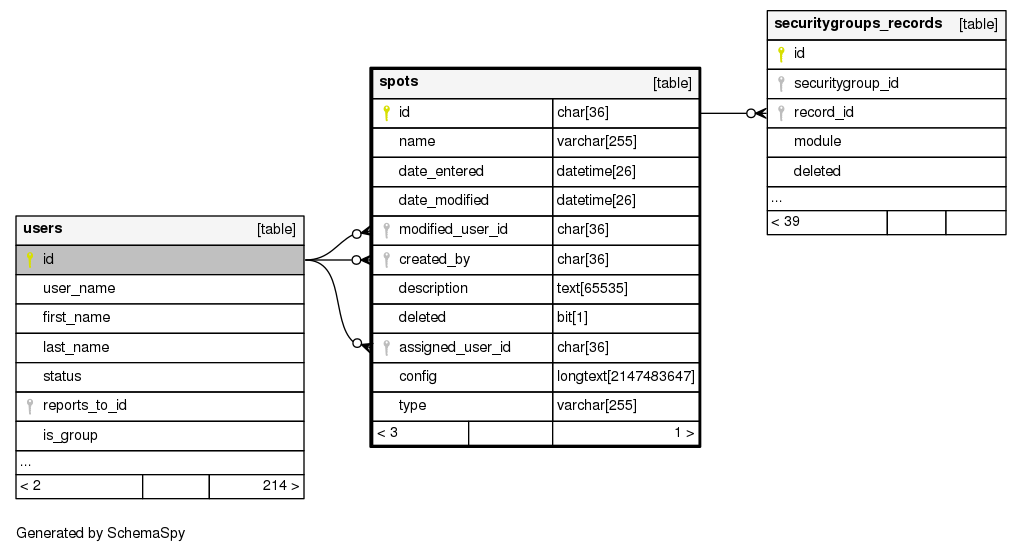 securitygroups_records [table]
id
securitygroup_id
record_id
module
deleted
...
< 39
spots [table]
id char[36]
name varchar[255]
date_entered datetime[26]
date_modified datetime[26]
modified_user_id char[36]
created_by char[36]
description text[65535]
deleted bit[1]
assigned_user_id char[36]
config longtext[2147483647]
type varchar[255]
< 3 1 >
users [table]
id
user_name
first_name
last_name
status
reports_to_id
is_group
...
< 2 214 >
Generated by SchemaSpy